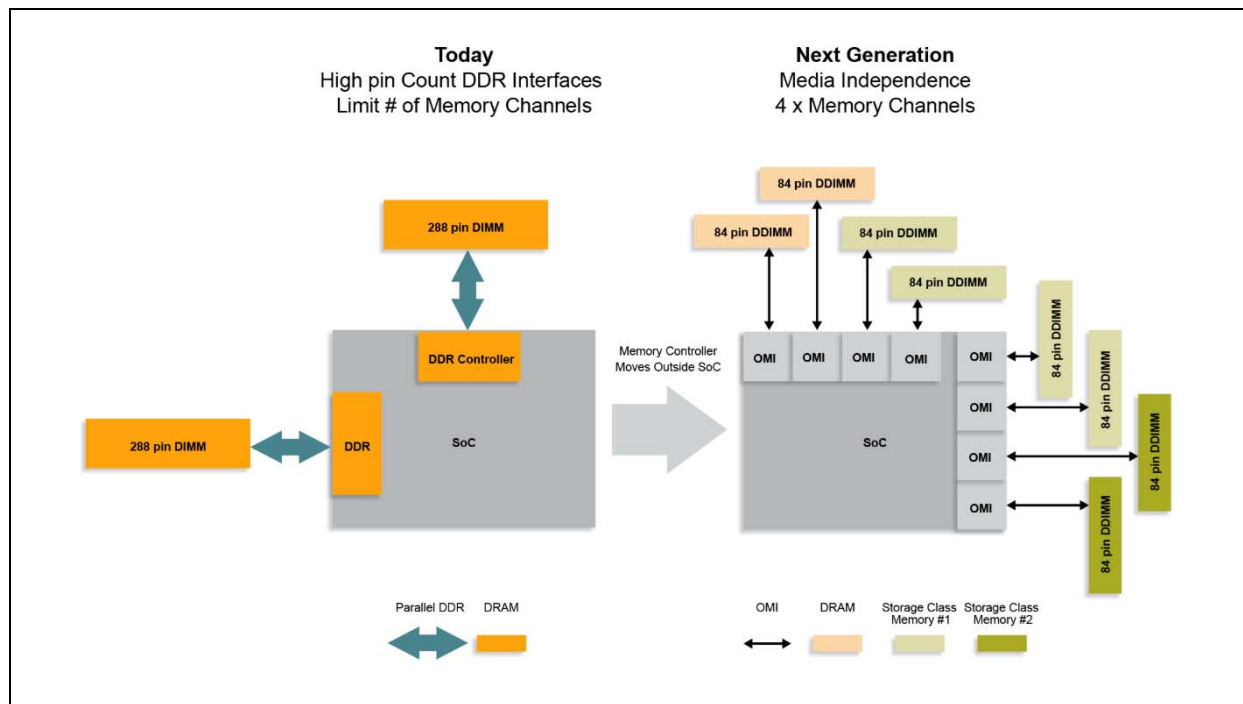 Today
High pin Count DDR Interfaces
Limit # of Memory Channels
288 pin DIMM
DDR Controller
288 pin DIMM
DDR
SoC
Parallel DDR
DRAM
Memory Controller
Moves Outside SoC
Next Generation
Media Independence
4 x Memory Channels
84 pin DDIMM
84 pin DDIMM
84 pin DDIMM
84 pin DDIMM
OMI
OMI
OMI
OMI
OMI
84 pin DDIMM
OMI
84 pin DDIMM
SoC
OMI
84 pin DDIMM
OMI
84 pin DDIMM
OMI
DRAM
Storage Class
Memory #1
Storage Class
Memory #2